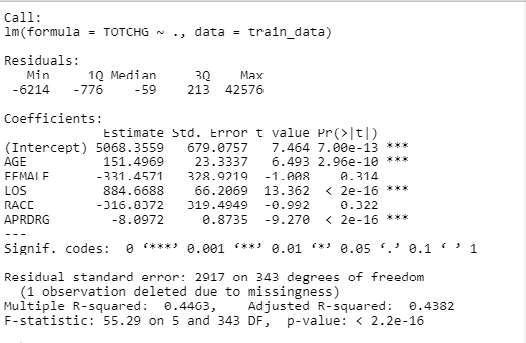 Call:
lm(formula = TOTCHG ~ ., data = train_data)
Residuals:
Min 1Q Median 3Q Max
-6214 -776 -59 213 42576
Coefficients:
Estimate Std. Error t value Pr(>|t|)
(Intercept) 5068.3559 679.0757 7.464 7.00e-13 ***
AGE 151.4969 23.3337 6.493 2.96e-10 ***
FEMALE -331.4571 328.9219 -1.008 0.314
LOS 884.6688 66.2069 13.362 < 2e-16 ***
RACE -316.8372 319.4949 -0.992 0.322
APRDRG -8.0972 0.8735 -9.270 < 2e-16 ***
---
Signif. codes: 0 ‘***’ 0.001 ‘**’ 0.01 ‘*’ 0.05 ‘.’ 0.1 ‘ ’ 1
Residual standard error: 2917 on 343 degrees of freedom
(1 observation deleted due to missingness)
Multiple R-squared: 0.4463, Adjusted R-squared: 0.4382
F-statistic: 55.29 on 5 and 343 DF, p-value: < 2.2e-16